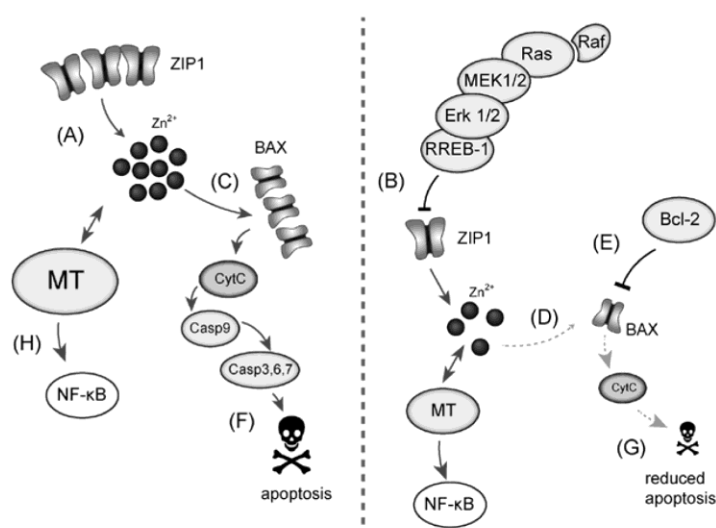 ZIP1
(A)
Zn²⁺
BAX
(C)
MT
CytC
Casp9
(H)
Casp3,6,7
NF-κB
(F)
apoptosis
Raf
Ras
MEK1/2
Erk 1/2
RREB-1
(B)
Bcl-2
ZIP1
(E)
Zn²⁺
(D)
BAX
CytC
MT
(G)
reduced
apoptosis
NF-κB